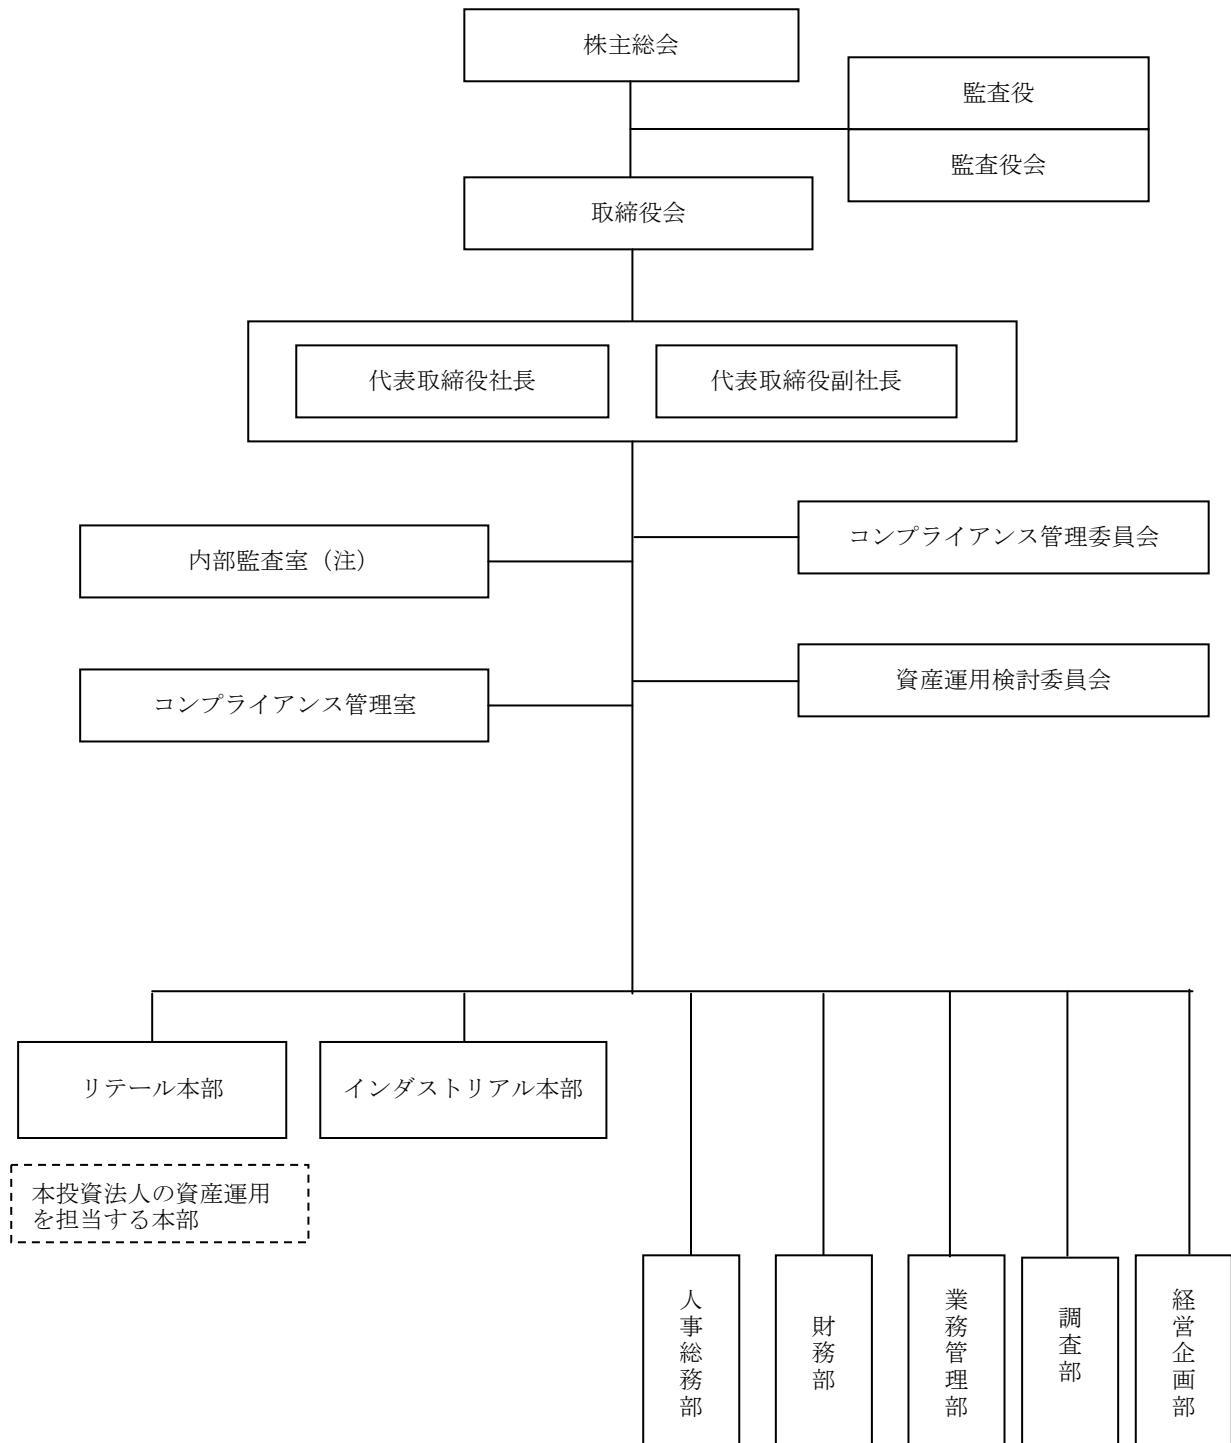 株主総会
監査役
監査役会
取締役会
代表取締役社長
代表取締役副社長
コンプライアンス管理委員会
内部監査室（注）
資産運用検討委員会
コンプライアンス管理室
リテール本部
インダストリアル本部
本投資法人の資産運用
を担当する本部
人事総務部
財務部
業務管理部
調査部
経営企画部